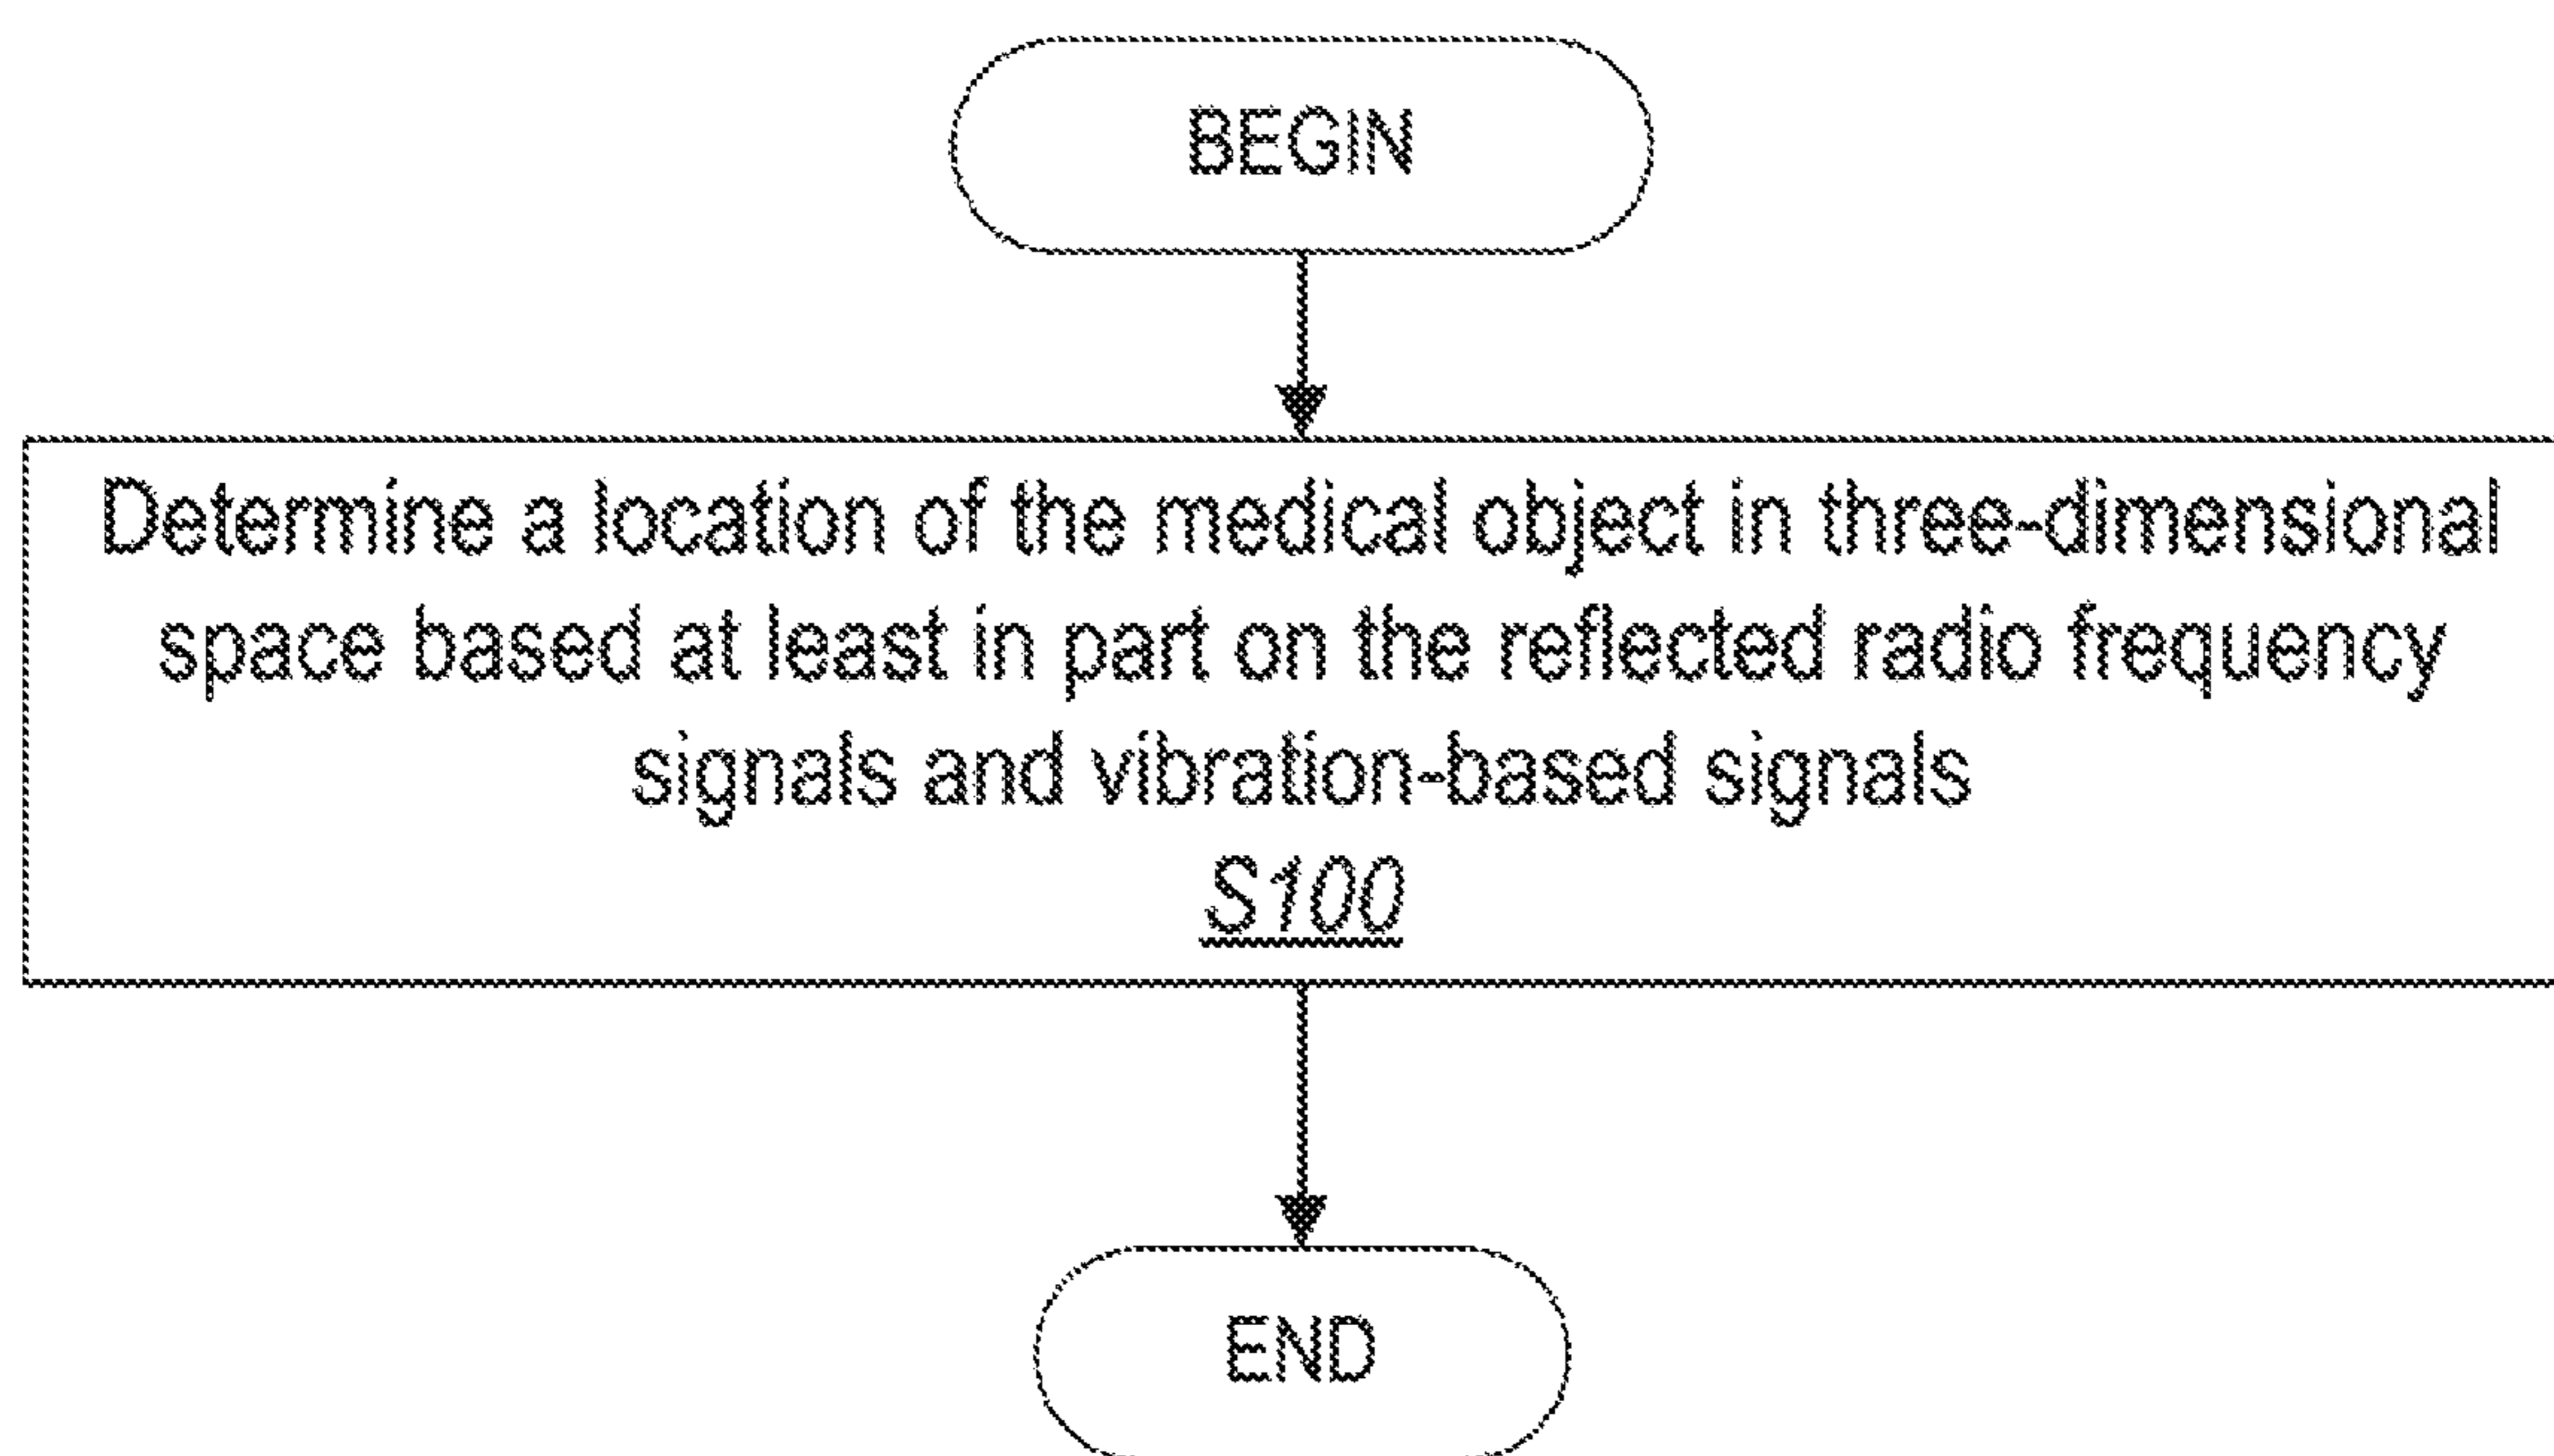 BEGIN
Determine a location of the medical object in three-dimensional
space based at least in part on the reflected radio frequency
signals and vibration-based signals
S100
END